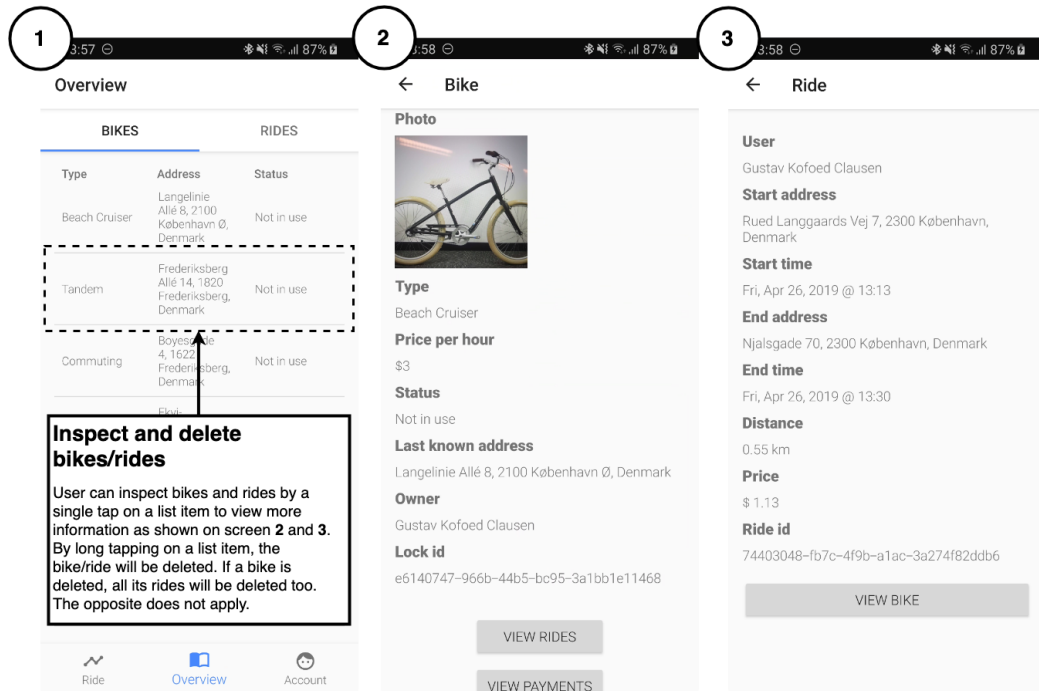 1
3:57
87%
Overview
BIKES
RIDES
Type
Address
Status
Beach Cruiser
Langelinie
Allé 8, 2100
København Ø,
Denmark
Not in use
Tandem
Frederiksberg
Allé 14, 1820
Frederiksberg,
Denmark
Not in use
Commuting
4, 1622
Frederiksberg,
Denmark
Not in use
Inspect and delete
bikes/rides
User can inspect bikes and rides by a
single tap on a list item to view more
information as shown on screen 2 and 3.
By long tapping on a list item, the
bike/ride will be deleted. If a bike is
deleted, all its rides will be deleted too.
The opposite does not apply.
Ride
Overview
Account
2
:58
87%
Bike
Photo
Type
Beach Cruiser
Price per hour
$3
Status
Not in use
Last known address
Langelinie Allé 8, 2100 København Ø, Denmark
Owner
Gustav Kofoed Clausen
Lock id
e6140747-966b-44b5-bc95-3a1bb1e11468
VIEW RIDES
VIEW PAYMENTS
3
3:58
87%
Ride
User
Gustav Kofoed Clausen
Start address
Rued Langgaards Vej 7, 2300 København,
Denmark
Start time
Fri, Apr 26, 2019 @ 13:13
End address
Njalsgade 70, 2300 København, Denmark
End time
Fri, Apr 26, 2019 @ 13:30
Distance
0.55 km
Price
$ 1.13
Ride id
74403048-fb7c-4f9b-a1ac-3a274f82ddb6
VIEW BIKE